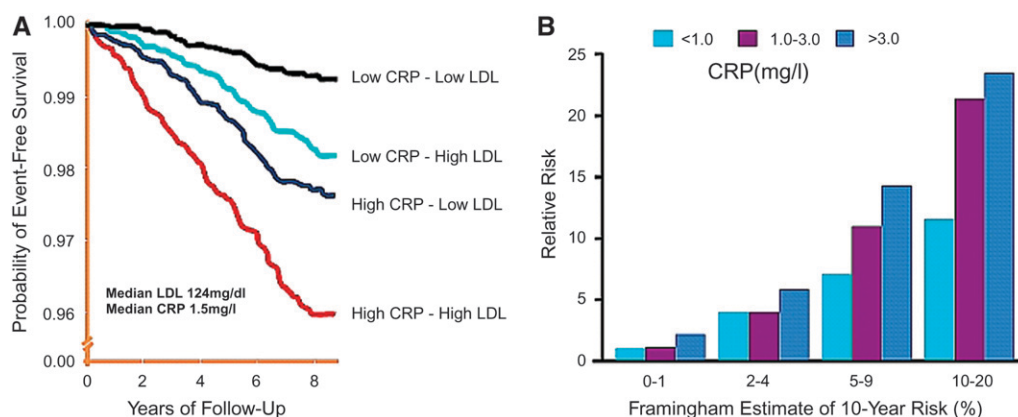 A
Probability of Event-Free Survival
1.00
0.99
0.98
0.97
0.96
0.00
Low CRP - Low LDL
Low CRP - High LDL
High CRP - Low LDL
High CRP - High LDL
Median LDL 124mg/dl
Median CRP 1.5mg/l
0 2 4 6 8
Years of Follow-Up
B
<1.0 1.0-3.0 >3.0
CRP(mg/l)
Relative Risk
25
20
15
10
5
0
0-1 2-4 5-9 10-20
Framingham Estimate of 10-Year Risk (%)